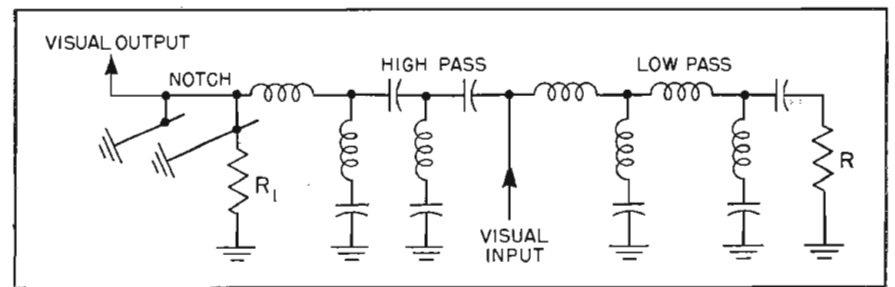 VISUAL OUTPUT
NOTCH
HIGH PASS
LOW PASS
R1
R
VISUAL
INPUT